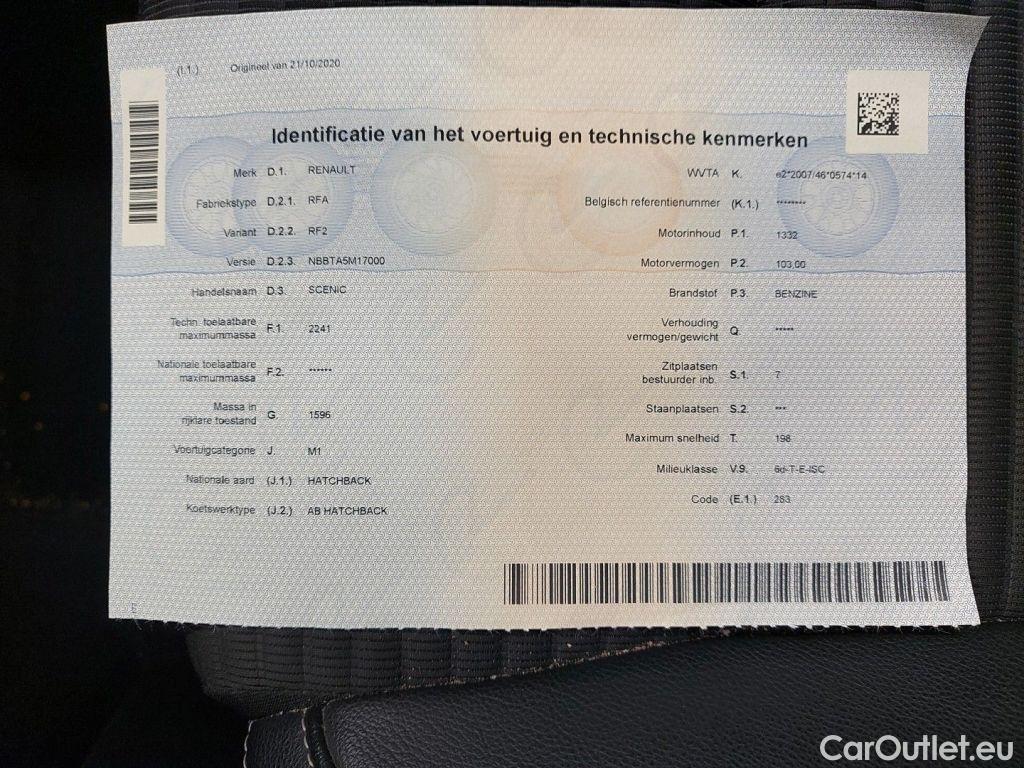 (I.1.) Origineel van 21/10/2020
Identificatie van het voertuig en technische kenmerken
Merk D.1. RENAULT
Fabriekstype D.2.1. RFA
Variant D.2.2. RF2
Versie D.2.3. NBBTA5M17000
Handelsnaam D.3. SCENIC
Techn. toelaatbare
maximummassa F.1. 2241
Nationale toelaatbare
maximummassa F.2. ******
Massa in
rijklare toestand G. 1596
Voertuigcategorie J. M1
Nationale aard (J.1.) HATCHBACK
Koetswerktype (J.2.) AB HATCHBACK
WVTA K. e2*2007/46*0574*14
Belgisch referentienummer (K.1.) ********
Motorinhoud P.1. 1332
Motorvermogen P.2. 103,00
Brandstof P.3. BENZINE
Verhouding
vermogen/gewicht Q. *****
Zitplaatsen
bestuurder inb. S.1. 7
Staanplaatsen S.2. ***
Maximum snelheid T. 198
Milieuklasse V.9. 6d-T-E-ISC
Code (E.1.) 283
CarOutlet.eu